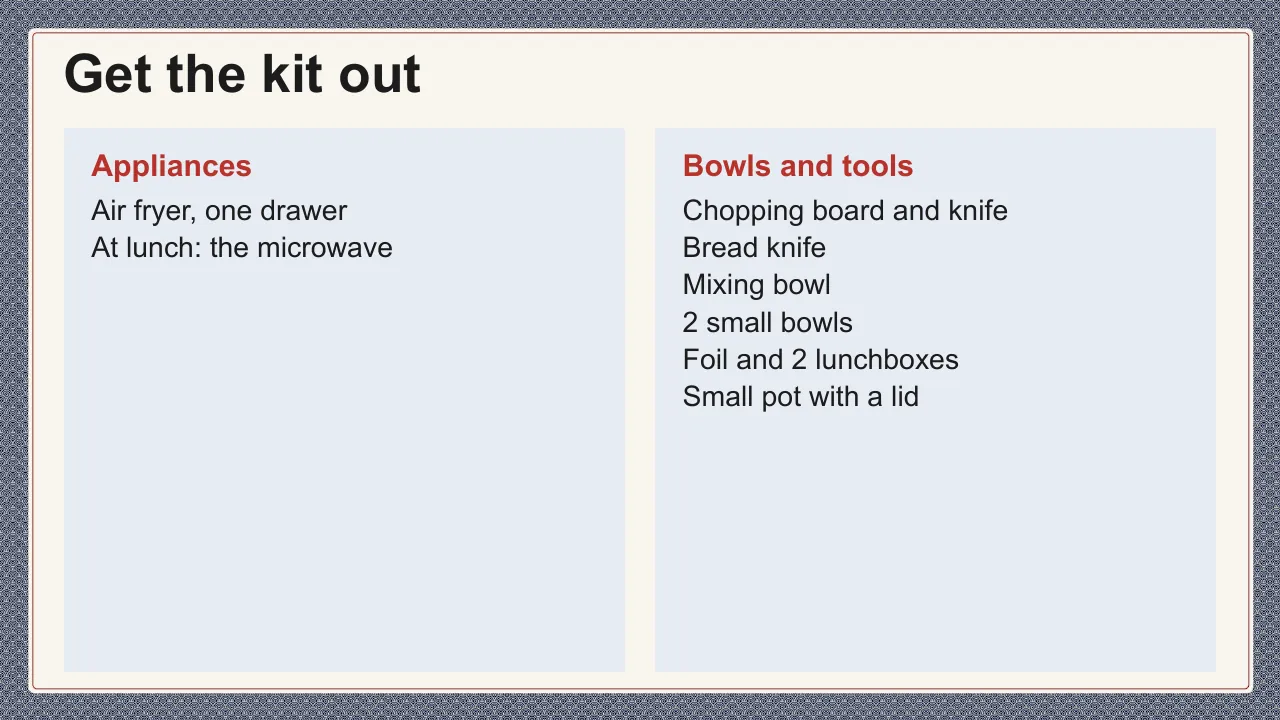 Get the kit out
Appliances
Air fryer, one drawer
At lunch: the microwave
Bowls and tools
Chopping board and knife
Bread knife
Mixing bowl
2 small bowls
Foil and 2 lunchboxes
Small pot with a lid